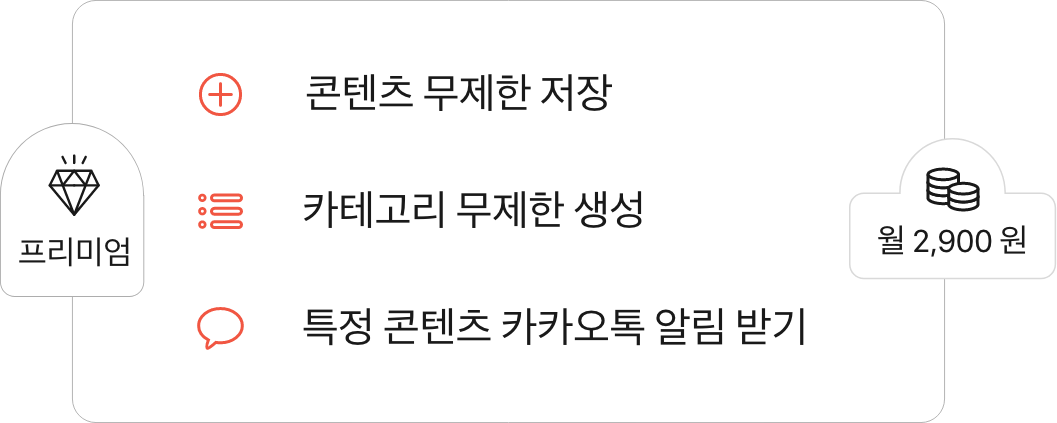 콘텐츠 무제한 저장
카테고리 무제한 생성
특정 콘텐츠 카카오톡 알림 받기
프리미엄
월 2,900 원